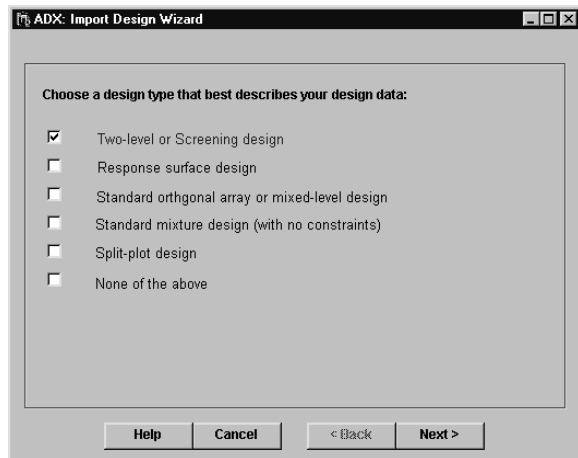 ADX: Import Design Wizard
Choose a design type that best describes your design data:
Two-level or Screening design
Response surface design
Standard orthgonal array or mixed-level design
Standard mixture design (with no constraints)
Split-plot design
None of the above
Help Cancel < Back Next >